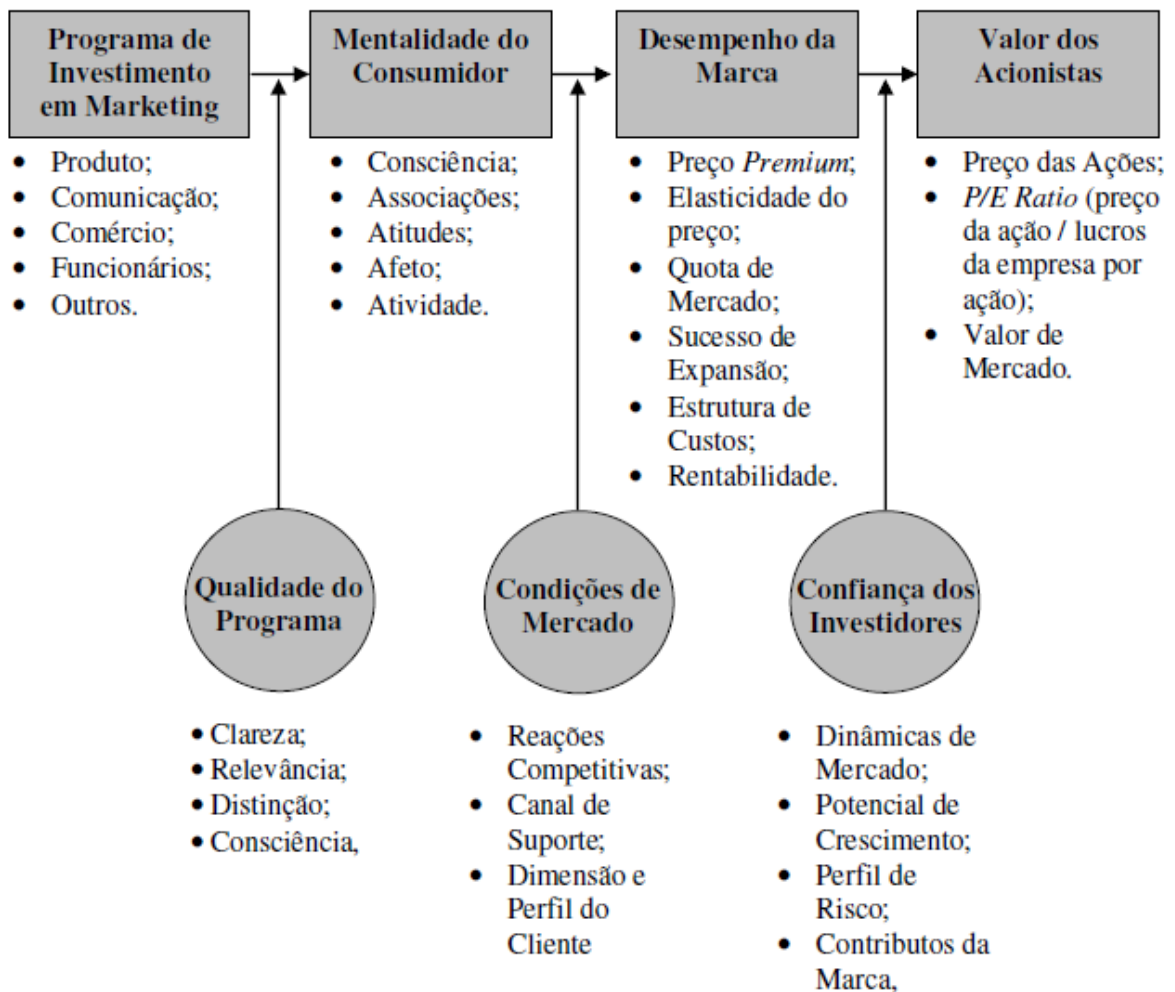 Programa de
Investimento
em Marketing
Mentalidade do
Consumidor
Desempenho da
Marca
Valor dos
Acionistas
• Produto;
• Comunicação;
• Comércio;
• Funcionários;
• Outros.
• Consciência;
• Associações;
• Atitudes;
• Afeto;
• Atividade.
• Preço Premium;
• Elasticidade do
preço;
• Quota de
Mercado;
• Sucesso de
Expansão;
• Estrutura de
Custos;
• Rentabilidade.
• Preço das Ações;
• P/E Ratio (preço
da ação / lucros
da empresa por
ação);
• Valor de
Mercado.
Qualidade do
Programa
Condições de
Mercado
Confiança dos
Investidores
• Clareza;
• Relevância;
• Distinção;
• Consciência,
• Reações
Competitivas;
• Canal de
Suporte;
• Dimensão e
Perfil do
Cliente
• Dinâmicas de
Mercado;
• Potencial de
Crescimento;
• Perfil de
Risco;
• Contributos da
Marca,